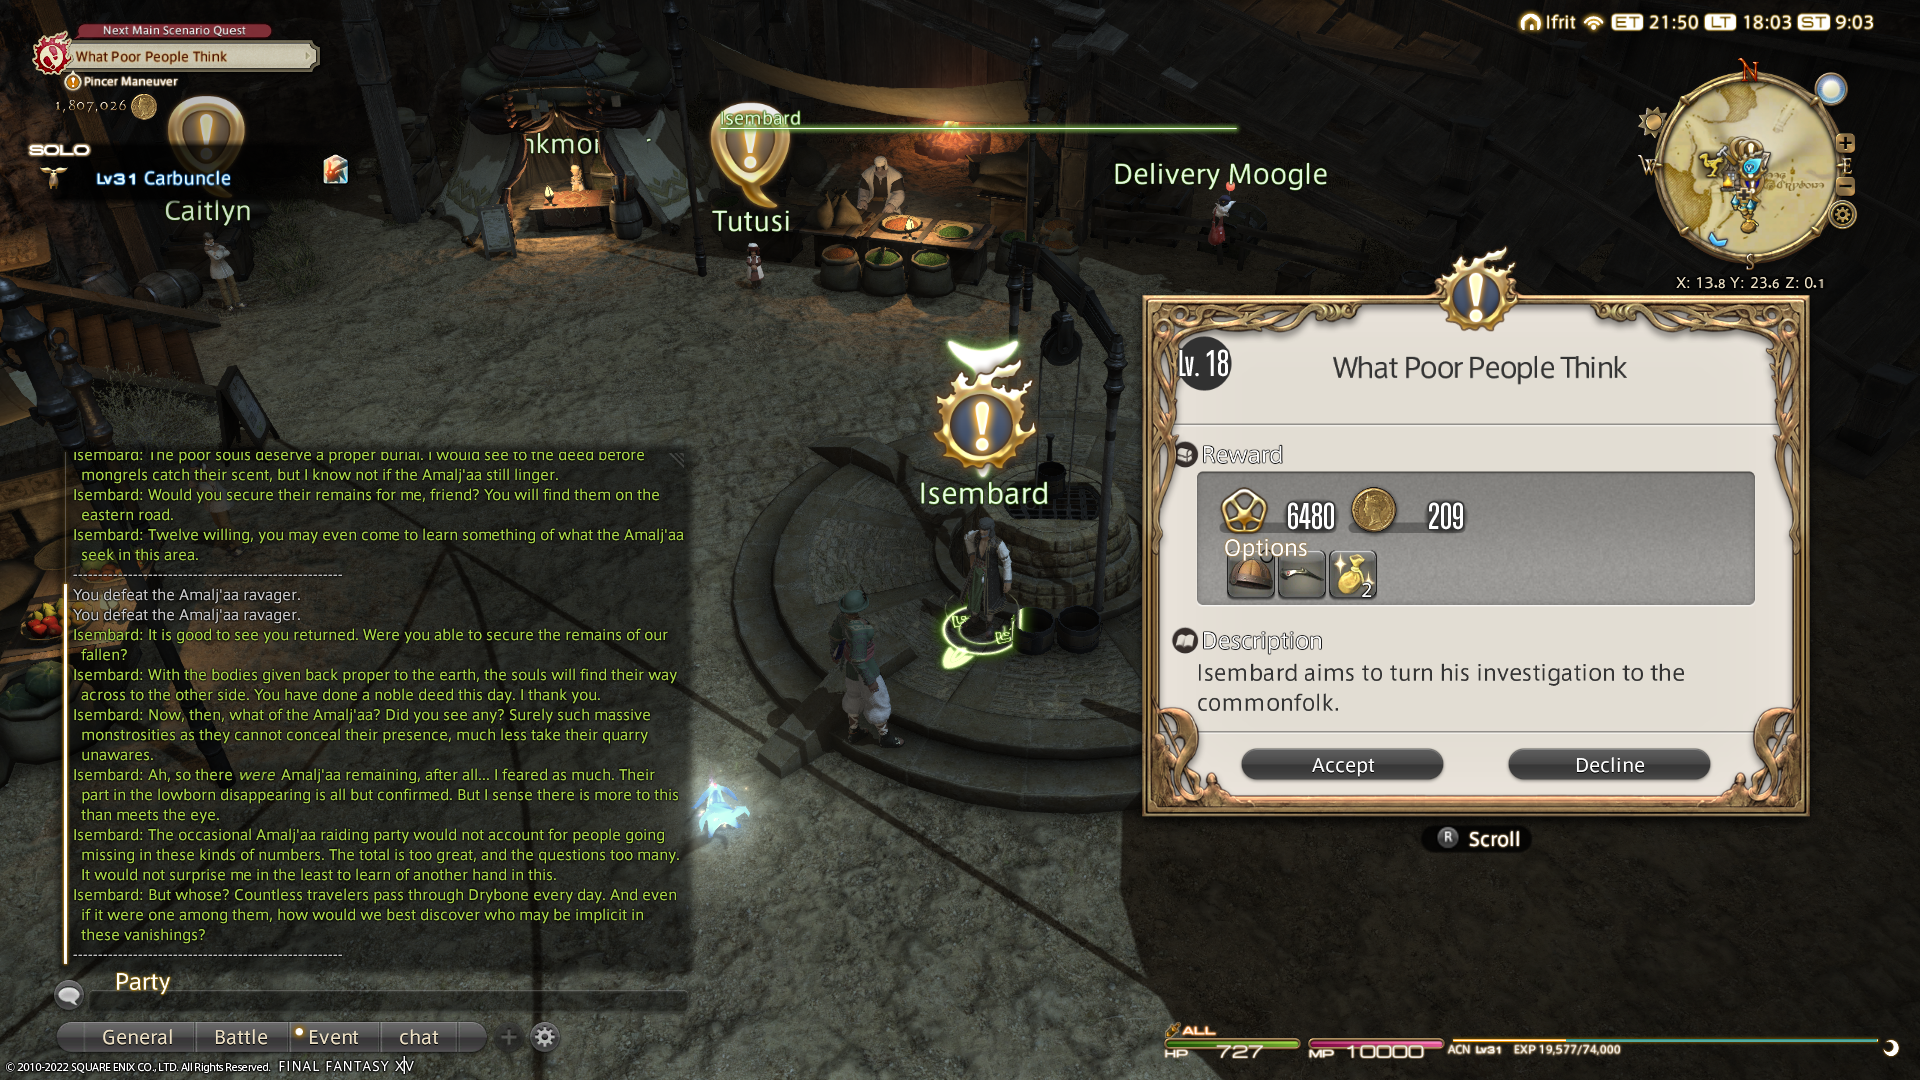 Next Main Scenario Quest
What Poor People Think
Pincer Maneuver
1,807,026
SOLO
Lv31 Carbuncle
Caitlyn
Isembard
Tutusi
Delivery Moogle
Ifrit ET 21:50 LT 18:03 ST 9:03
N
W
E
S
X: 13.8 Y: 23.6 Z: 0.1
Isembard
Lv. 18
What Poor People Think
Reward
6480 209
Options
2
Description
Isembard aims to turn his investigation to the
commonfolk.
Accept Decline
R Scroll
Isembard: The poor souls deserve a proper burial. I would see to the deed before
mongrels catch their scent, but I know not if the Amalj'aa still linger.
Isembard: Would you secure their remains for me, friend? You will find them on the
eastern road.
Isembard: Twelve willing, you may even come to learn something of what the Amalj'aa
seek in this area.
------------------------------------------------------
You defeat the Amalj'aa ravager.
You defeat the Amalj'aa ravager.
Isembard: It is good to see you returned. Were you able to secure the remains of our
fallen?
Isembard: With the bodies given back proper to the earth, the souls will find their way
across to the other side. You have done a noble deed this day. I thank you.
Isembard: Now, then, what of the Amalj'aa? Did you see any? Surely such massive
monstrosities as they cannot conceal their presence, much less take their quarry
unawares.
Isembard: Ah, so there were Amalj'aa remaining, after all... I feared as much. Their
part in the lowborn disappearing is all but confirmed. But I sense there is more to this
than meets the eye.
Isembard: The occasional Amalj'aa raiding party would not account for people going
missing in these kinds of numbers. The total is too great, and the questions too many.
It would not surprise me in the least to learn of another hand in this.
Isembard: But whose? Countless travelers pass through Drybone every day. And even
if it were one among them, how would we best discover who may be implicit in
these vanishings?
------------------------------------------------------
Party
General Battle Event chat
© 2010-2022 SQUARE ENIX CO., LTD. All Rights Reserved. FINAL FANTASY XIV
ALL
HP 727 MP 10000 ACN Lv31 EXP 19,577/74,000